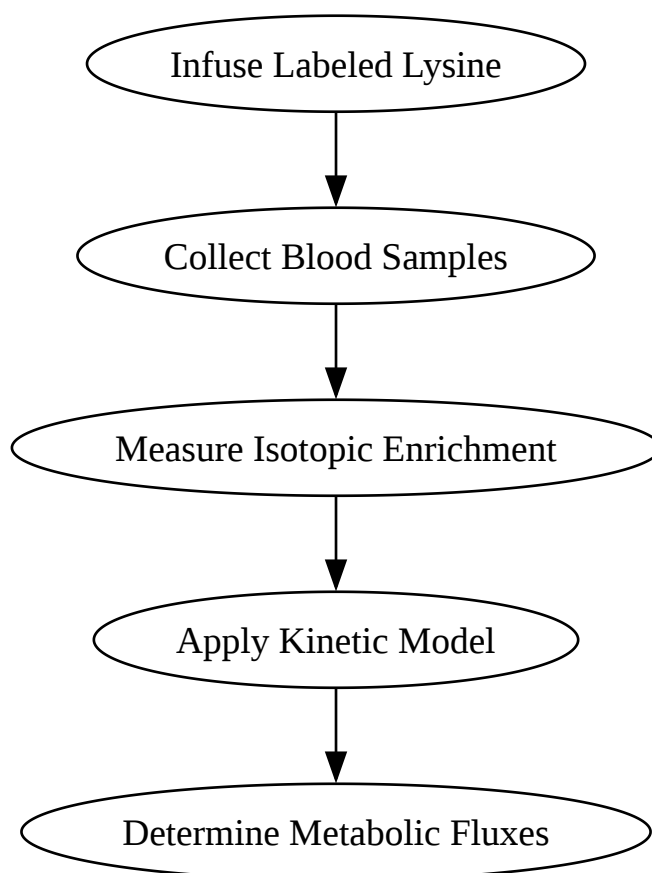 Infuse Labeled Lysine
Collect Blood Samples
Measure Isotopic Enrichment
Apply Kinetic Model
Determine Metabolic Fluxes